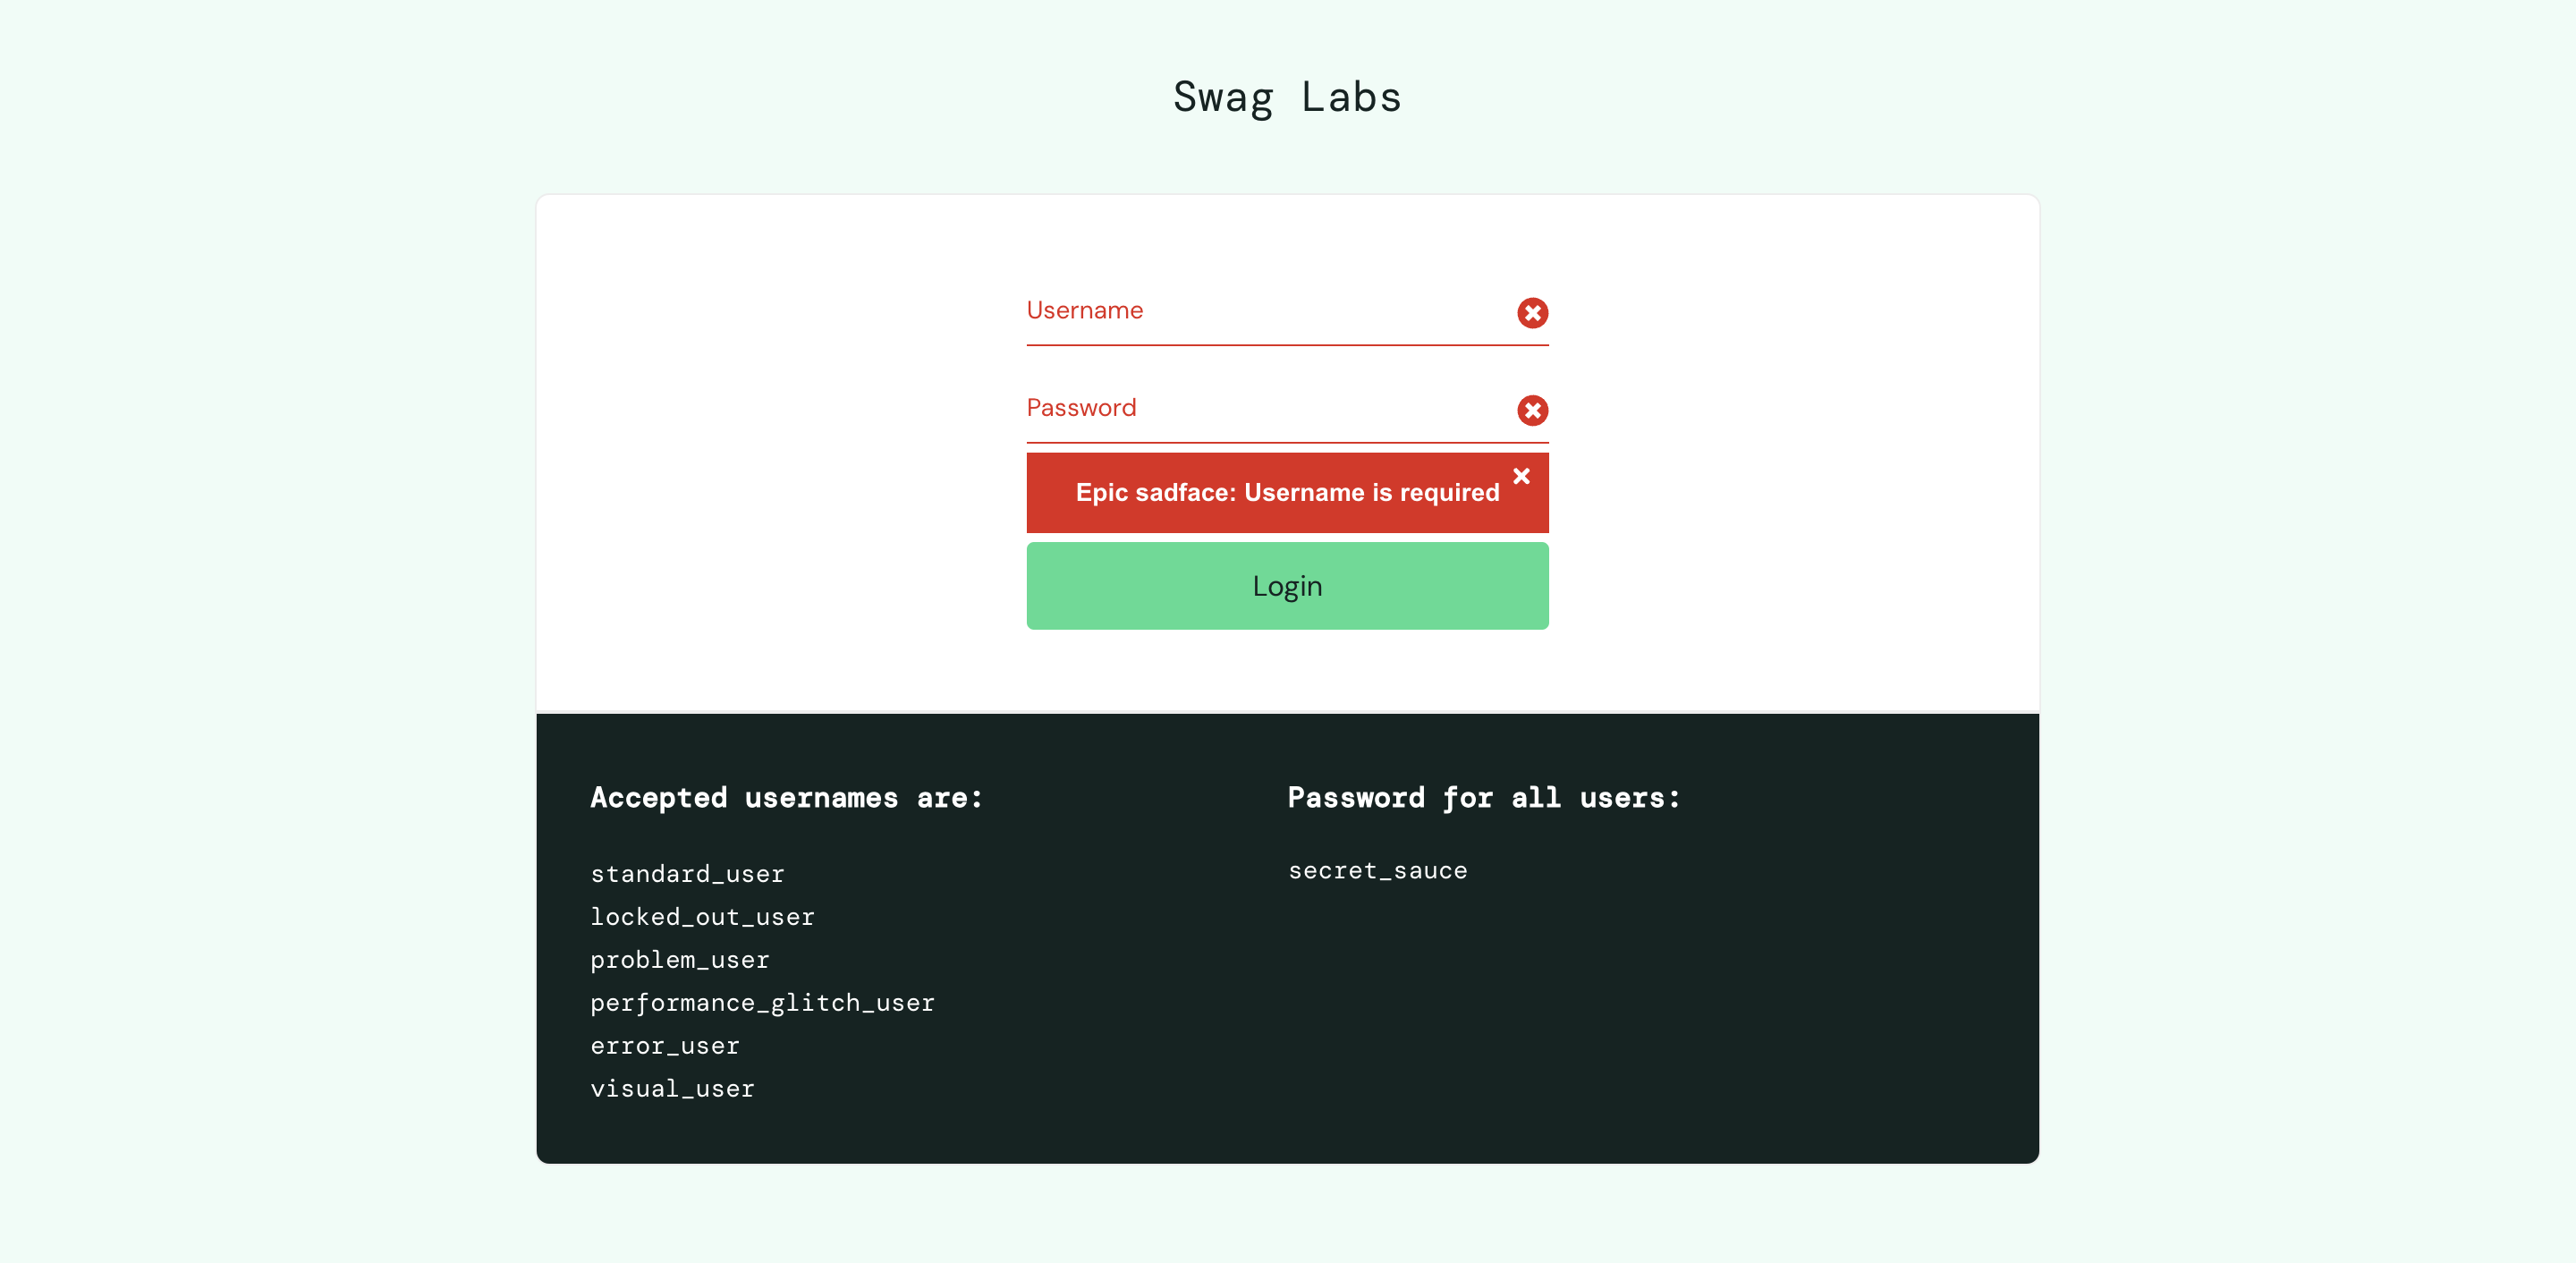 Swag Labs
Username
Password
Epic sadface: Username is required
Login
Accepted usernames are:
standard_user
locked_out_user
problem_user
performance_glitch_user
error_user
visual_user
Password for all users:
secret_sauce